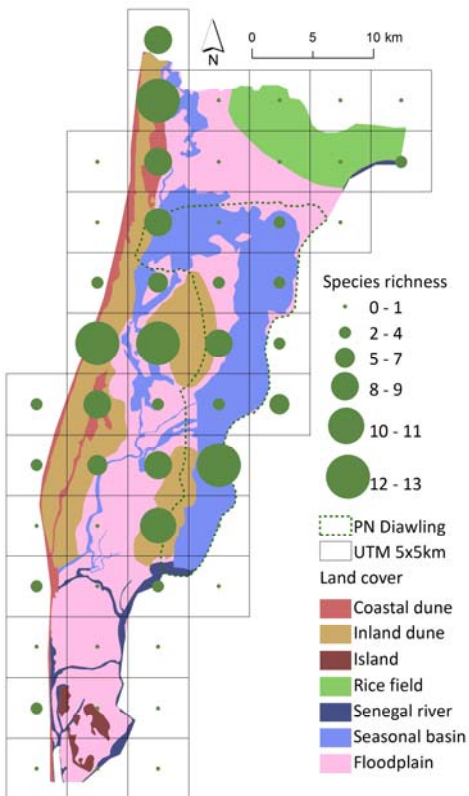 0 5 10 km
N
Species richness
0 - 1
2 - 4
5 - 7
8 - 9
10 - 11
12 - 13
PN Diawling
UTM 5x5km
Land cover
Coastal dune
Inland dune
Island
Rice field
Senegal river
Seasonal basin
Floodplain